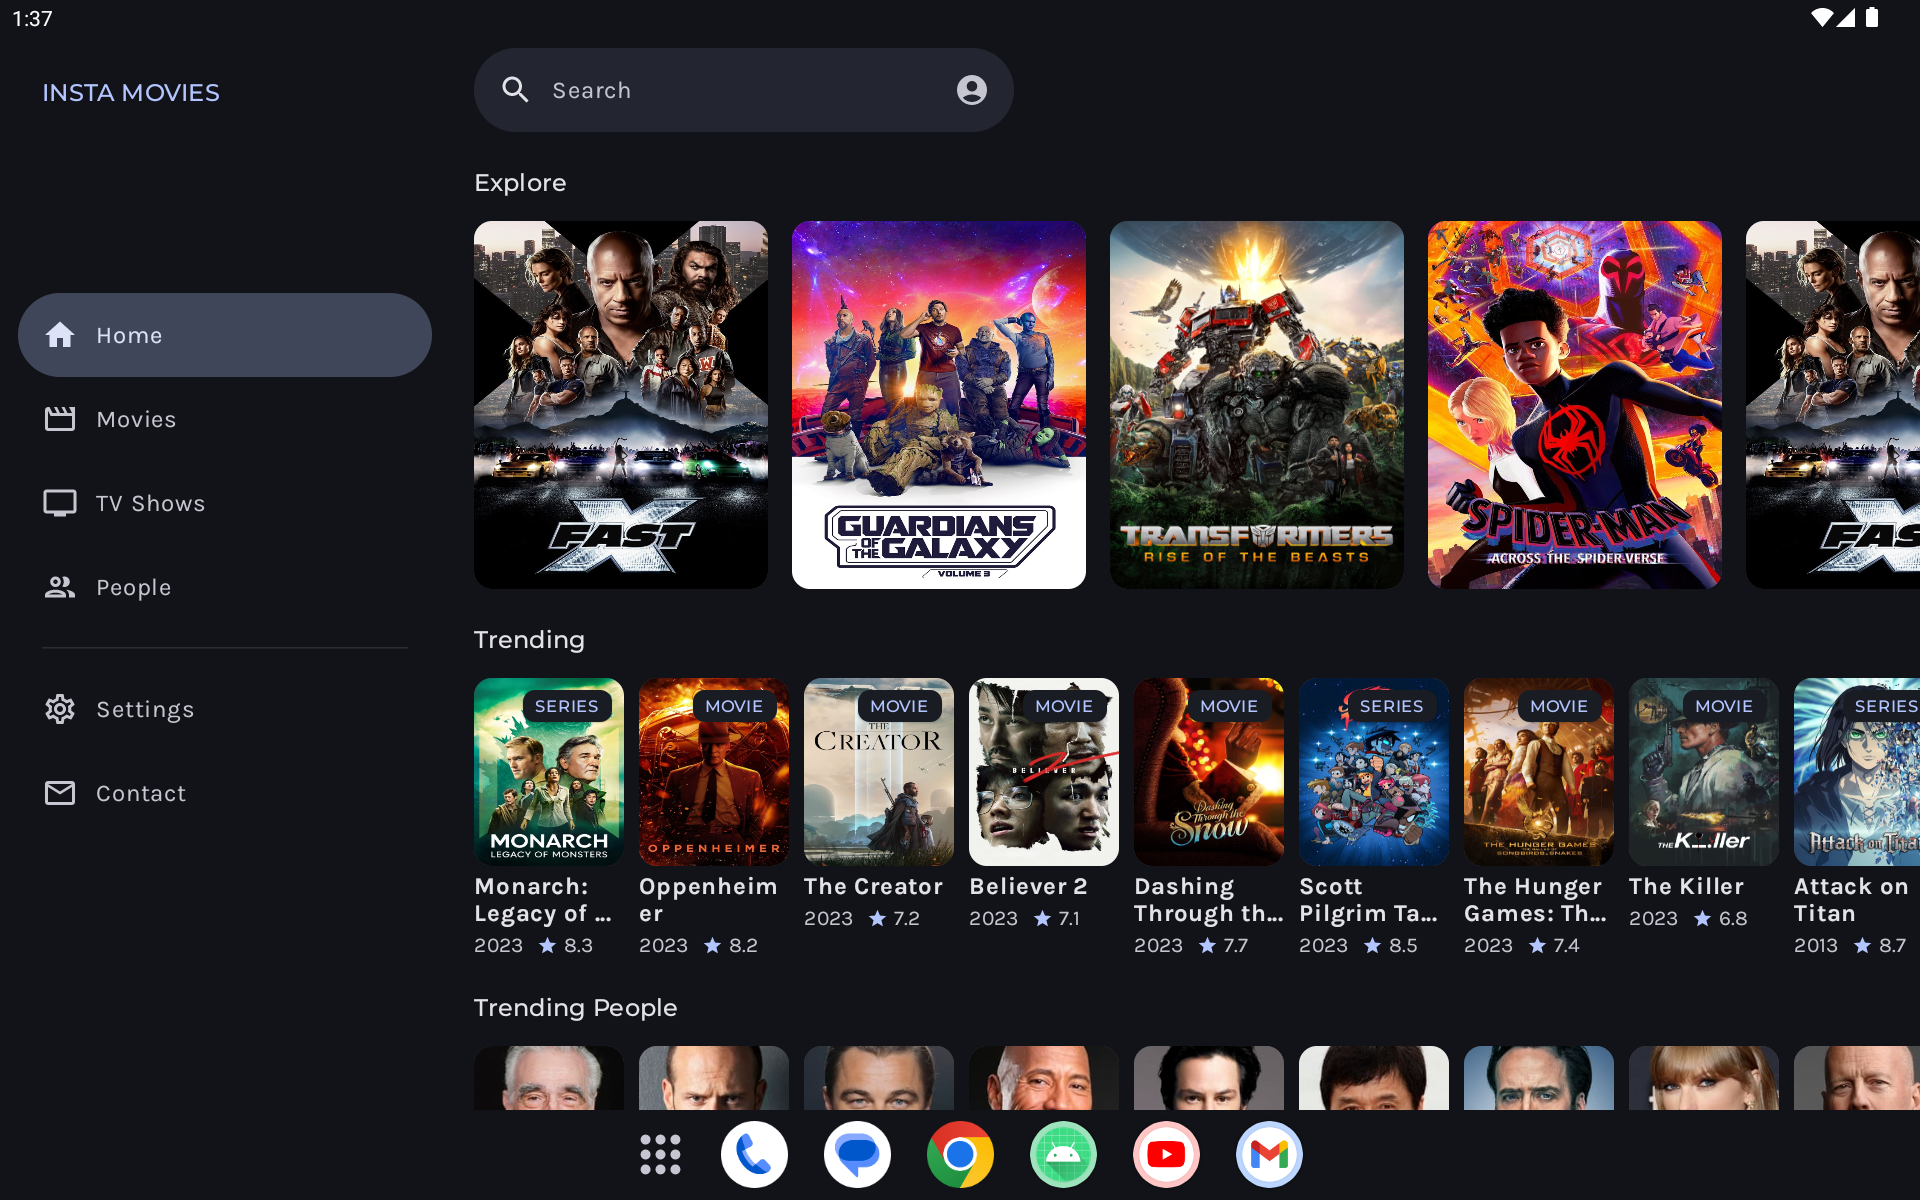 1:37
INSTA MOVIES
Search
Home
Movies
TV Shows
People
Settings
Contact
Explore
FAST X
GUARDIANS
OF THE GALAXY
VOLUME 3
TRANSFORMERS
RISE OF THE BEASTS
SPIDER-MAN
ACROSS THE SPIDER-VERSE
FAS
Trending
SERIES
MONARCH
LEGACY OF MONSTERS
Monarch:
Legacy of ...
2023 8.3
MOVIE
OPPENHEIMER
Oppenheim
er
2023 8.2
MOVIE
THE
CREATOR
The Creator
2023 7.2
MOVIE
BELIEVER
Believer 2
2023 7.1
MOVIE
Dashing
Through the
Snow
Dashing
Through th...
2023 7.7
SERIES
Scott
Pilgrim Ta...
2023 8.5
MOVIE
THE HUNGER GAMES
SONGBIRDS & SNAKES
The Hunger
Games: Th...
2023 7.4
MOVIE
THE K_.ller
The Killer
2023 6.8
SERIES
Attack on Tita
Attack on
Titan
2013 8.7
Trending People